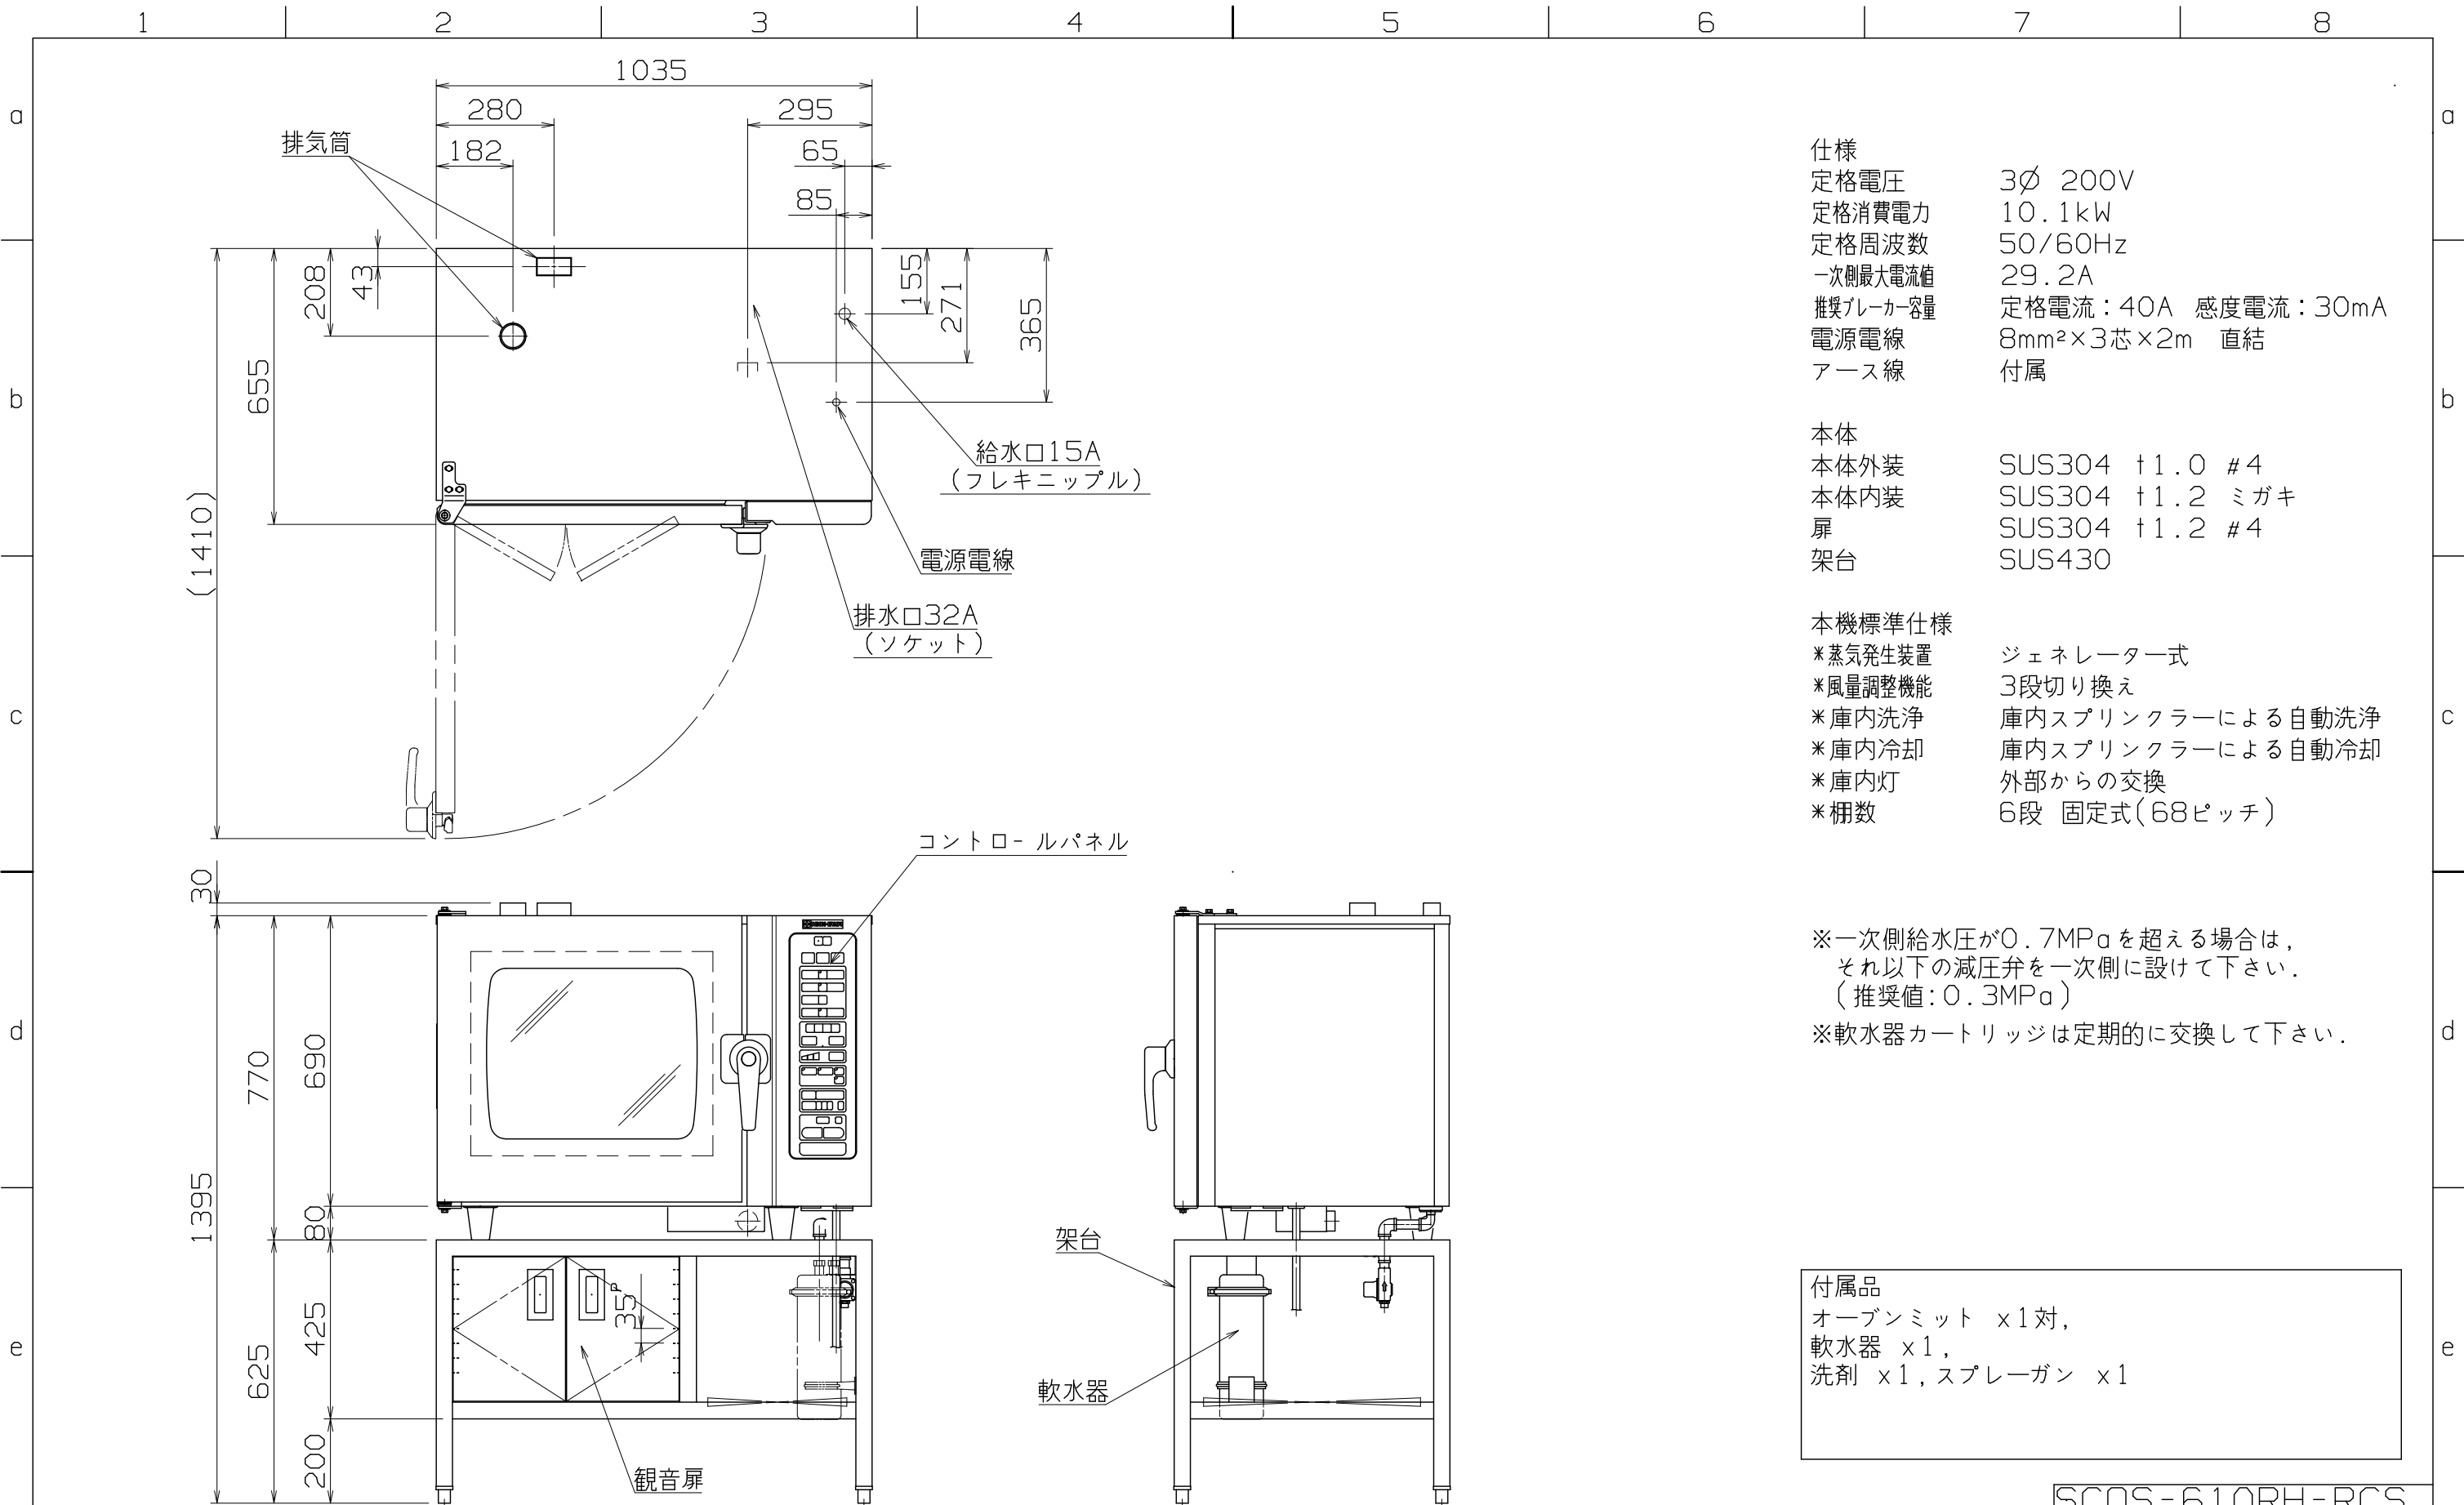 1 2 3 4 5 6 7 8
a a
b b
c c
d d
e e
1035
280 295
排気筒
182 65
85
208 43 155 271 365
655
(1410)
給水口15A
(フレキニップル)
電源電線
排水口32A
(ソケット)
コントロ-ルパネル
30
690
770
1395
80
425
625
200
35P
観音扉
架台
軟水器
仕様
定格電圧 3Ø 200V
定格消費電力 10.1kW
定格周波数 50/60Hz
一次側最大電流値 29.2A
推奨ブレーカー容量 定格電流:40A 感度電流:30mA
電源電線 8mm²×3芯×2m 直結
アース線 付属
本体
本体外装 SUS304 t1.0 #4
本体内装 SUS304 t1.2 ミガキ
扉 SUS304 t1.2 #4
架台 SUS430
本機標準仕様
*蒸気発生装置 ジェネレーター式
*風量調整機能 3段切り換え
*庫内洗浄 庫内スプリンクラーによる自動洗浄
*庫内冷却 庫内スプリンクラーによる自動冷却
*庫内灯 外部からの交換
*棚数 6段 固定式(68ピッチ)
※一次側給水圧が0.7MPaを超える場合は,
それ以下の減圧弁を一次側に設けて下さい.
(推奨値:0.3MPa)
※軟水器カートリッジは定期的に交換して下さい.
付属品
オーブンミット x1対,
軟水器 x1,
洗剤 x1,スプレーガン x1
SCOS-610RH-RCS